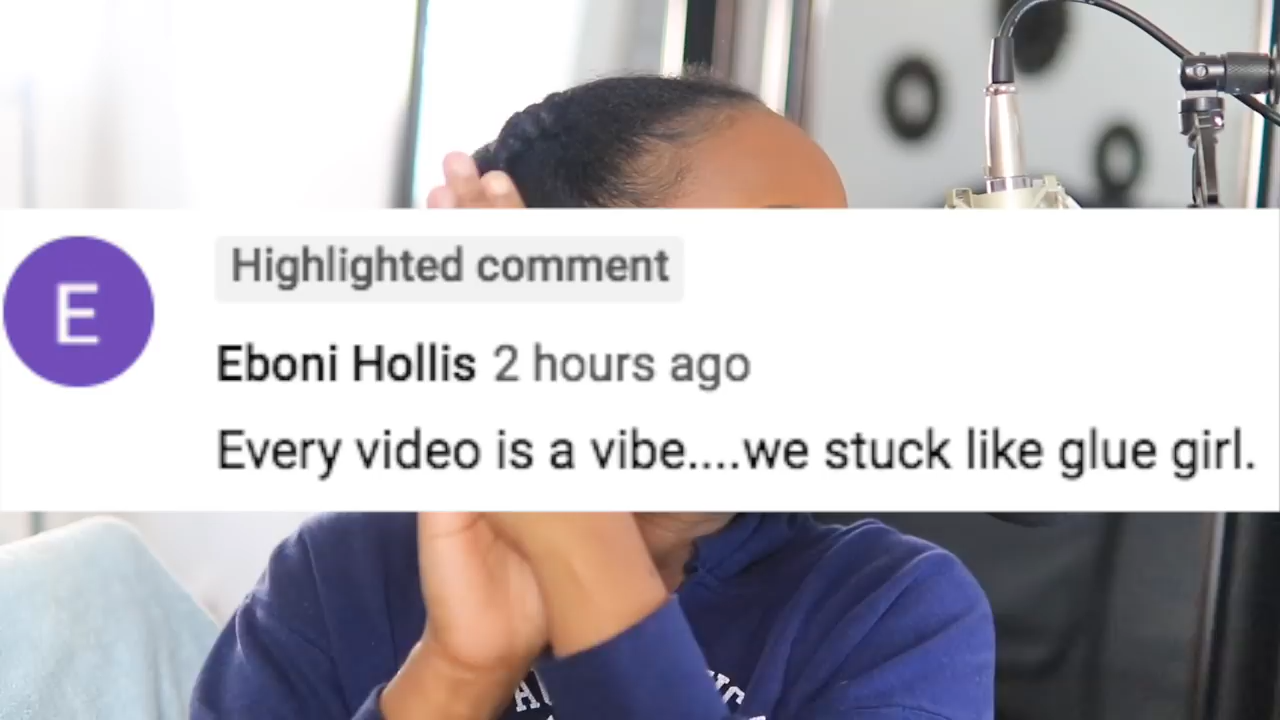 Highlighted comment
E
Eboni Hollis 2 hours ago
Every video is a vibe....we stuck like glue girl.